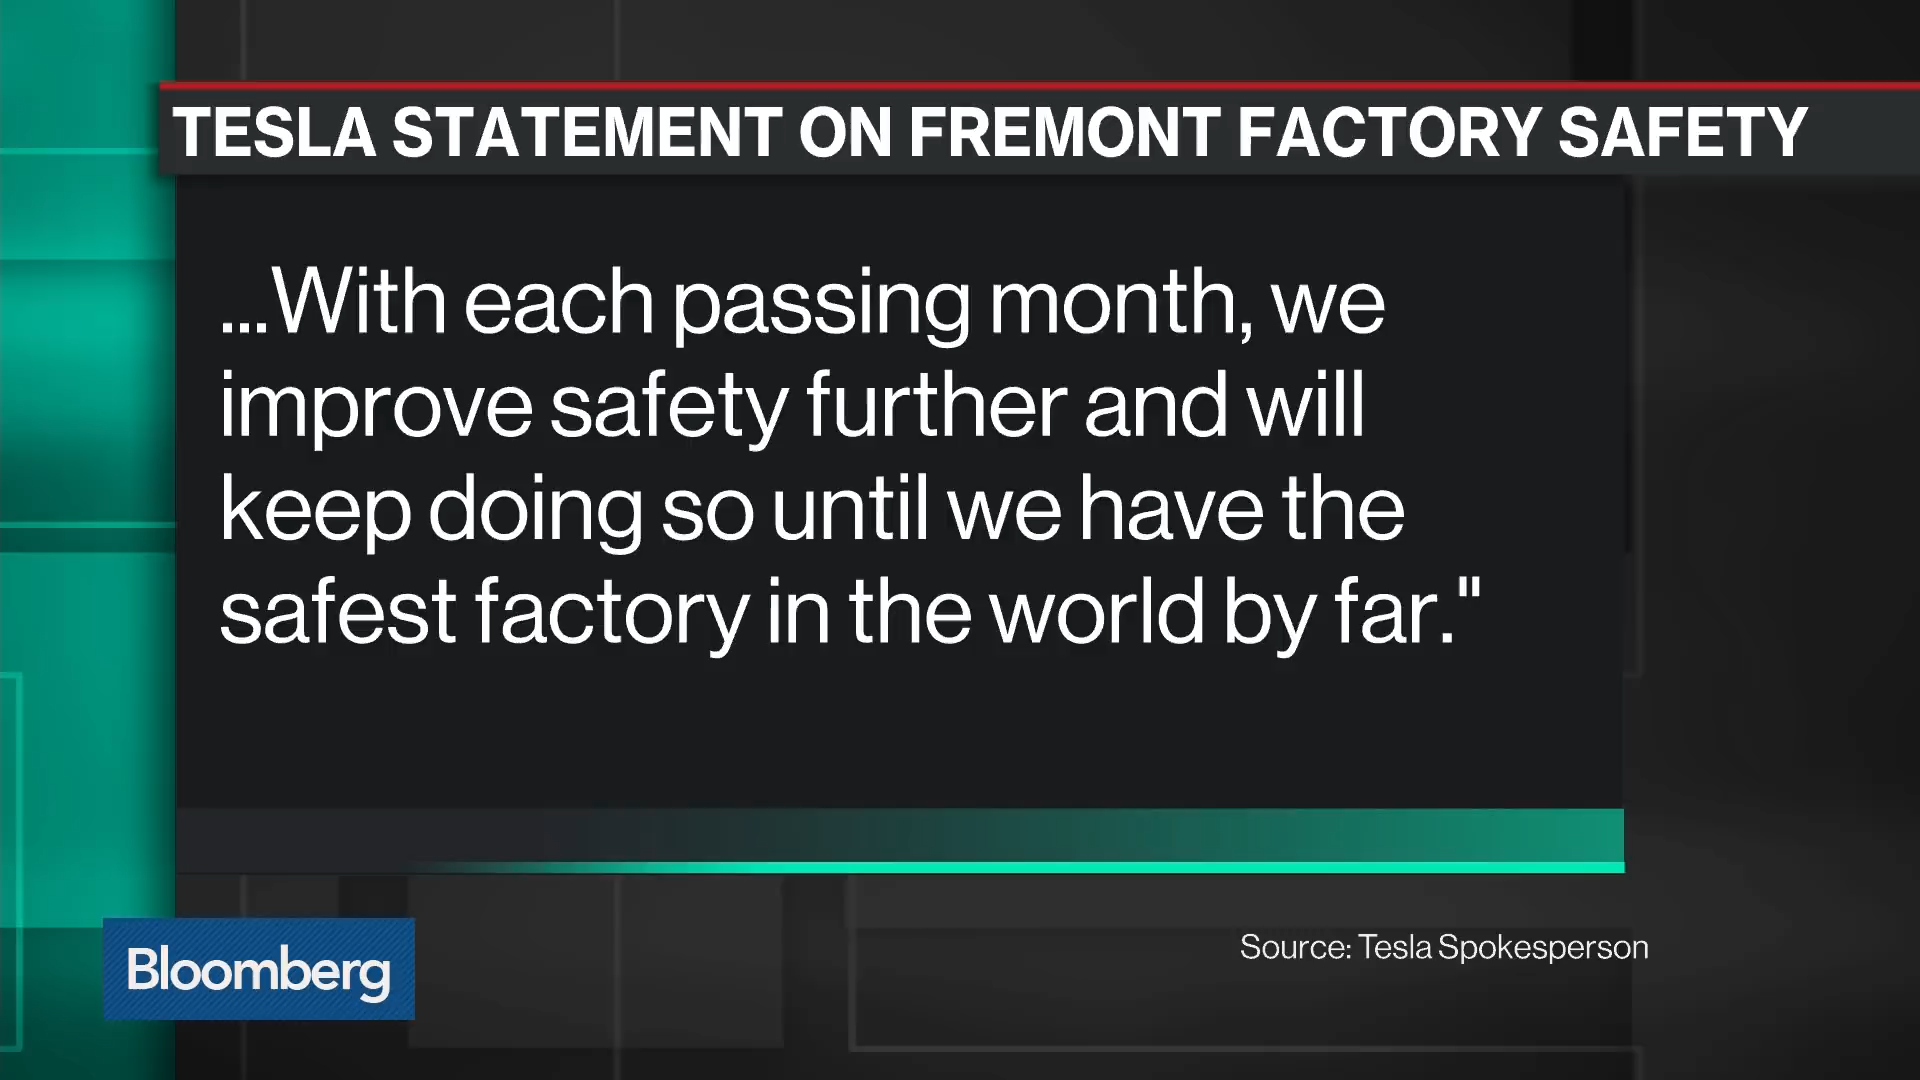 TESLA STATEMENT ON FREMONT FACTORY SAFETY
...With each passing month, we
improve safety further and will
keep doing so until we have the
safest factory in the world by far."
Source: Tesla Spokesperson
Bloomberg